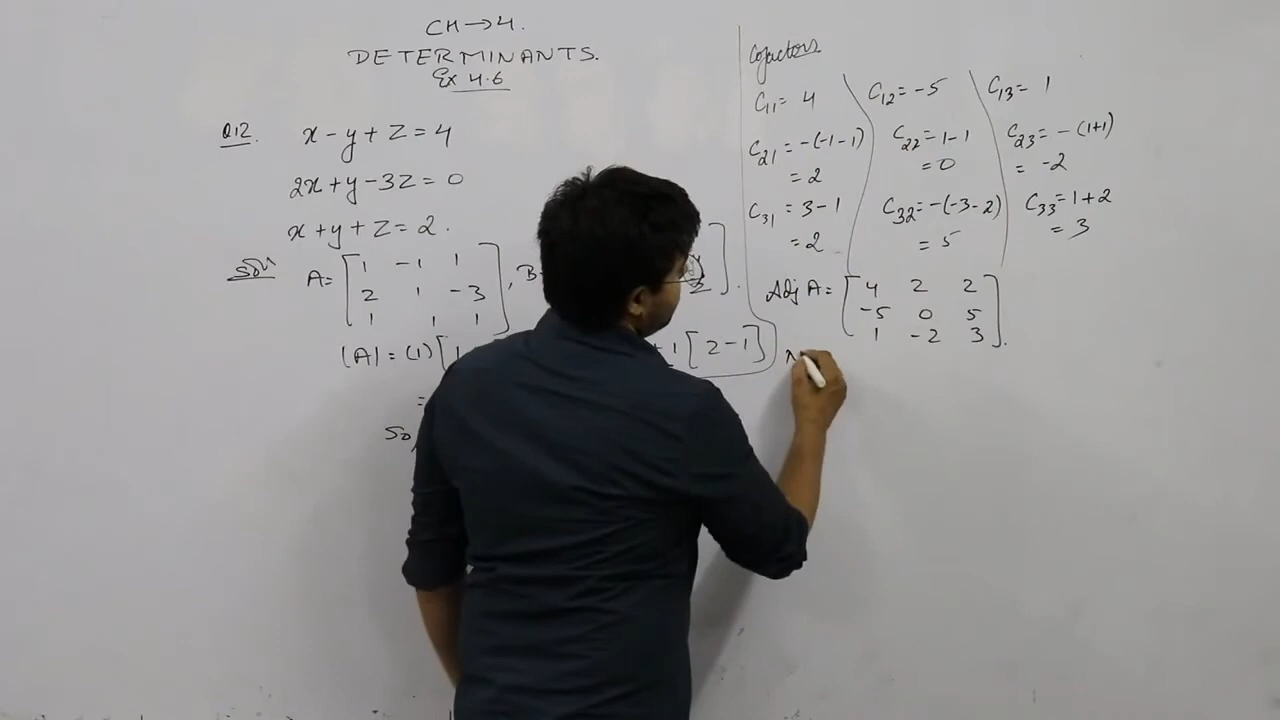 CH→4.
DETERMINANTS.
Ex 4.6
Q12. x - y + z = 4
2x + y - 3z = 0
x + y + z = 2.
Soln A = [1 -1 1
2 1 -3
1 1 1], B
2].
|A| = (1)[1 +1[2-1]
=
So,
Cofactors
C11 = 4 C12 = -5 C13 = 1
C21 = -(-1-1) C22 = 1-1 C23 = -(1+1)
= 2 = 0 = -2
C31 = 3-1 C32 = -(-3-2) C33 = 1+2
= 2 = 5 = 3
Adj A = [4 2 2
-5 0 5
1 -2 3].